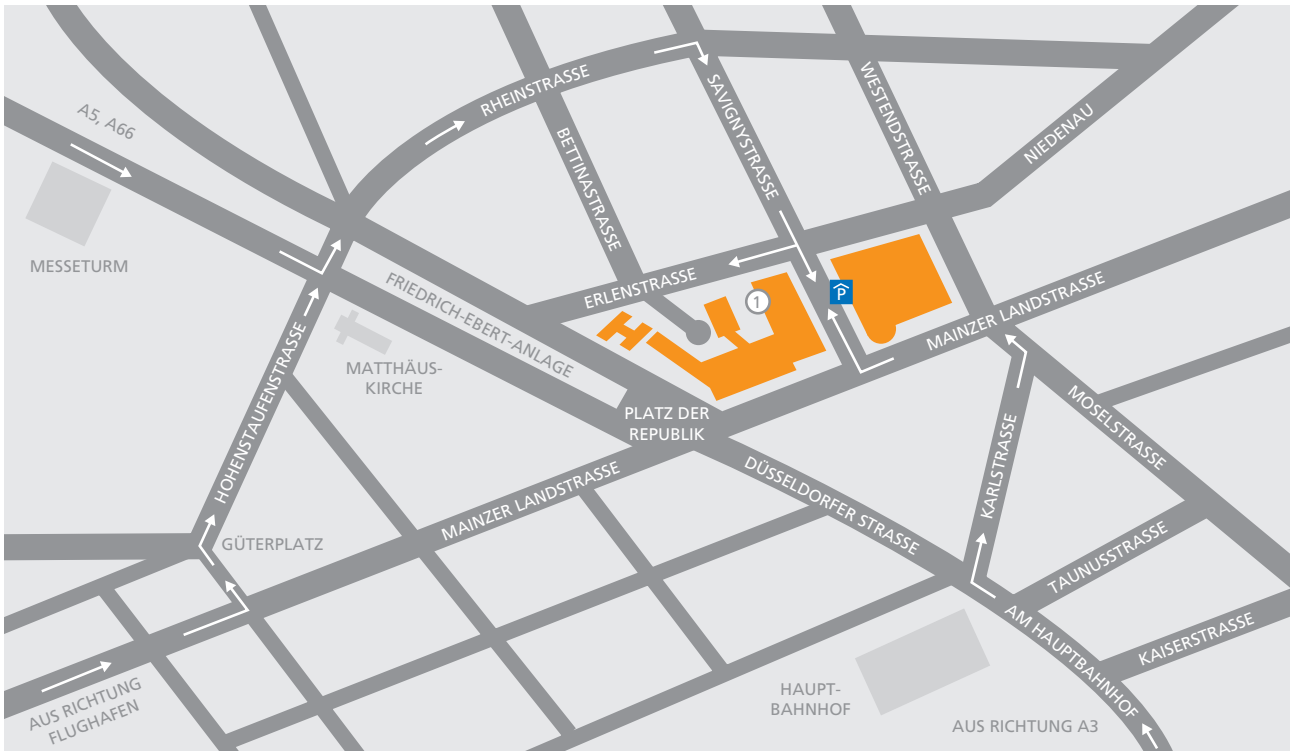 A5, A66
MESSETURM
RHEINSTRASSE
BETTINASTRASSE
SAVIGNYSTRASSE
WESTENDSTRASSE
NIEDENAU
ERLENSTRASSE
1
P
MAINZER LANDSTRASSE
FRIEDRICH-EBERT-ANLAGE
MATTHÄUS-
KIRCHE
HOHENSTAUFENSTRASSE
PLATZ DER
REPUBLIK
MOSELSTRASSE
KARLSTRASSE
DÜSSELDORFER STRASSE
MAINZER LANDSTRASSE
GÜTERPLATZ
TAUNUSSTRASSE
KAISERSTRASSE
AM HAUPTBAHNHOF
HAUPT-
BAHNHOF
AUS RICHTUNG
FLUGHAFEN
AUS RICHTUNG A3